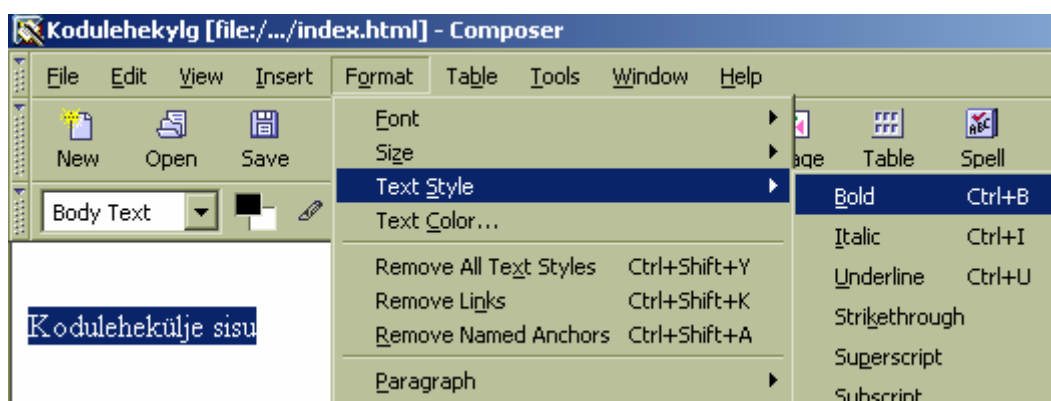 Kodulehekylg [file:/.../index.html] - Composer
File Edit View Insert Format Table Tools Window Help
New Open Save Table Spell
Body Text
Kodulehekülje sisu
Font
Size
Text Style
Text Color...
Remove All Text Styles Ctrl+Shift+Y
Remove Links Ctrl+Shift+K
Remove Named Anchors Ctrl+Shift+A
Paragraph
Bold Ctrl+B
Italic Ctrl+I
Underline Ctrl+U
Strikethrough
Superscript
Subscript